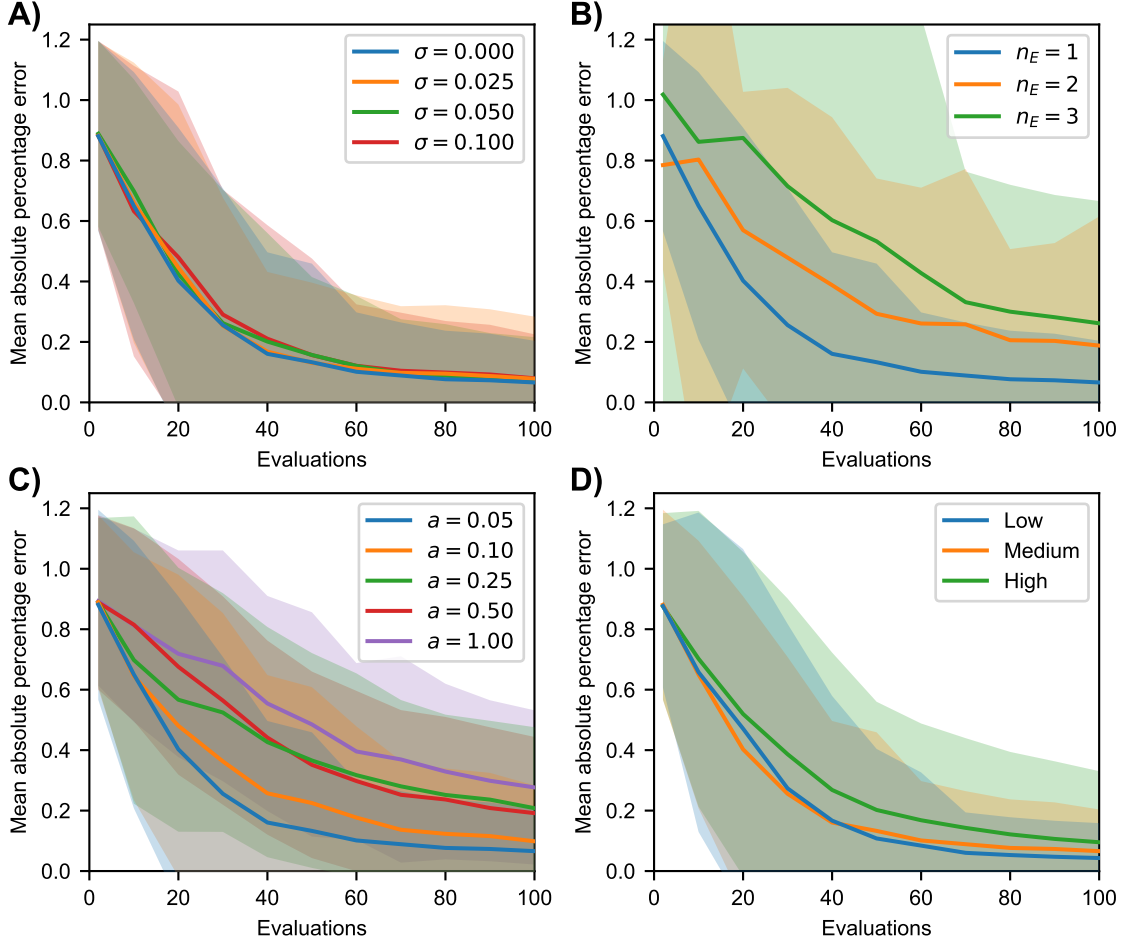 A)
Mean absolute percentage error
1.2
1.0
0.8
0.6
0.4
0.2
0.0
0 20 40 60 80 100
Evaluations
σ = 0.000
σ = 0.025
σ = 0.050
σ = 0.100
B)
Mean absolute percentage error
1.2
1.0
0.8
0.6
0.4
0.2
0.0
0 20 40 60 80 100
Evaluations
n_E = 1
n_E = 2
n_E = 3
C)
Mean absolute percentage error
1.2
1.0
0.8
0.6
0.4
0.2
0.0
0 20 40 60 80 100
Evaluations
a = 0.05
a = 0.10
a = 0.25
a = 0.50
a = 1.00
D)
Mean absolute percentage error
1.2
1.0
0.8
0.6
0.4
0.2
0.0
0 20 40 60 80 100
Evaluations
Low
Medium
High